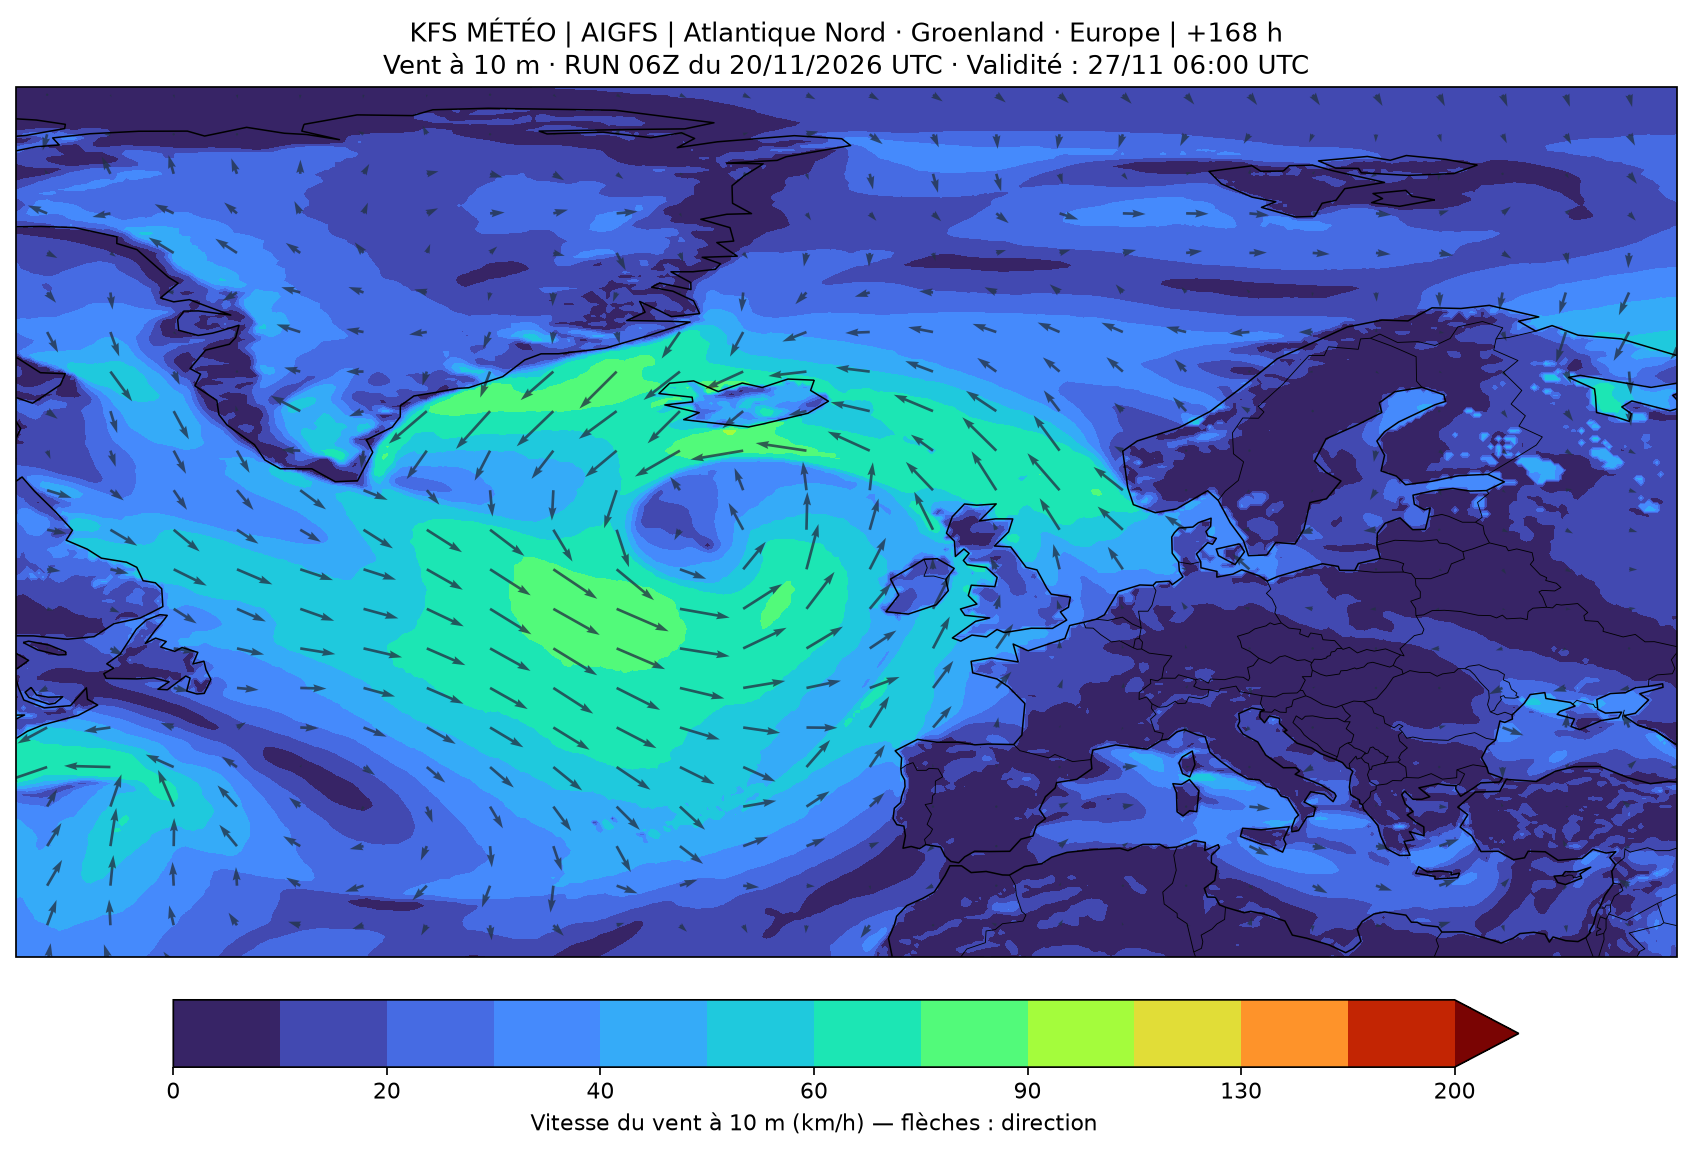 KFS MÉTÉO | AIGFS | Atlantique Nord · Groenland · Europe | +168 h
Vent à 10 m · RUN 06Z du 20/11/2026 UTC · Validité : 27/11 06:00 UTC
0 20 40 60 90 130 200
Vitesse du vent à 10 m (km/h) — flèches : direction